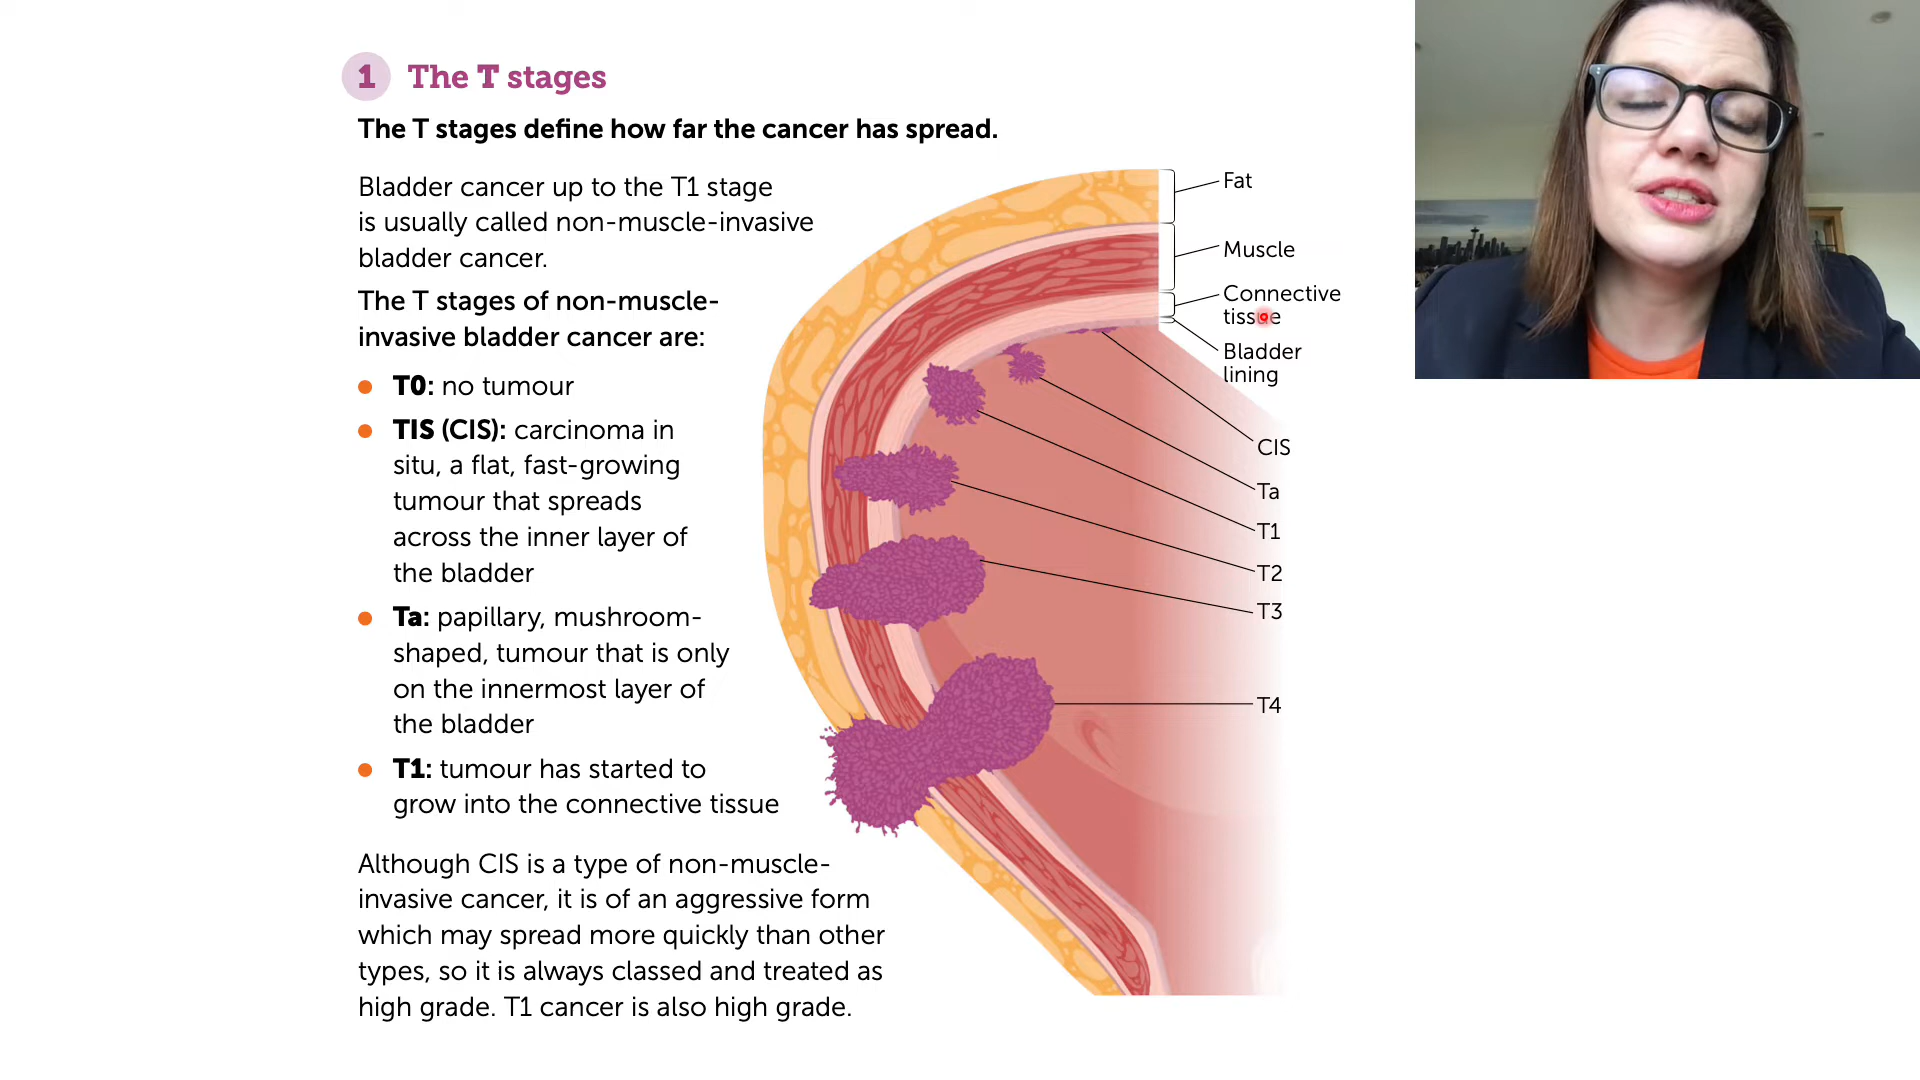 1 The T stages
The T stages define how far the cancer has spread.
Bladder cancer up to the T1 stage
is usually called non-muscle-invasive
bladder cancer.
The T stages of non-muscle-
invasive bladder cancer are:
T0: no tumour
TIS (CIS): carcinoma in
situ, a flat, fast-growing
tumour that spreads
across the inner layer of
the bladder
Ta: papillary, mushroom-
shaped, tumour that is only
on the innermost layer of
the bladder
T1: tumour has started to
grow into the connective tissue
Although CIS is a type of non-muscle-
invasive cancer, it is of an aggressive form
which may spread more quickly than other
types, so it is always classed and treated as
high grade. T1 cancer is also high grade.
Fat
Muscle
Connective
tissue
Bladder
lining
CIS
Ta
T1
T2
T3
T4